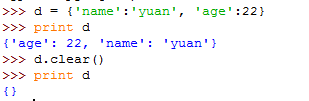 >>> d = {'name':'yuan', 'age':22}
>>> print d
{'age': 22, 'name': 'yuan'}
>>> d.clear()
>>> print d
{}